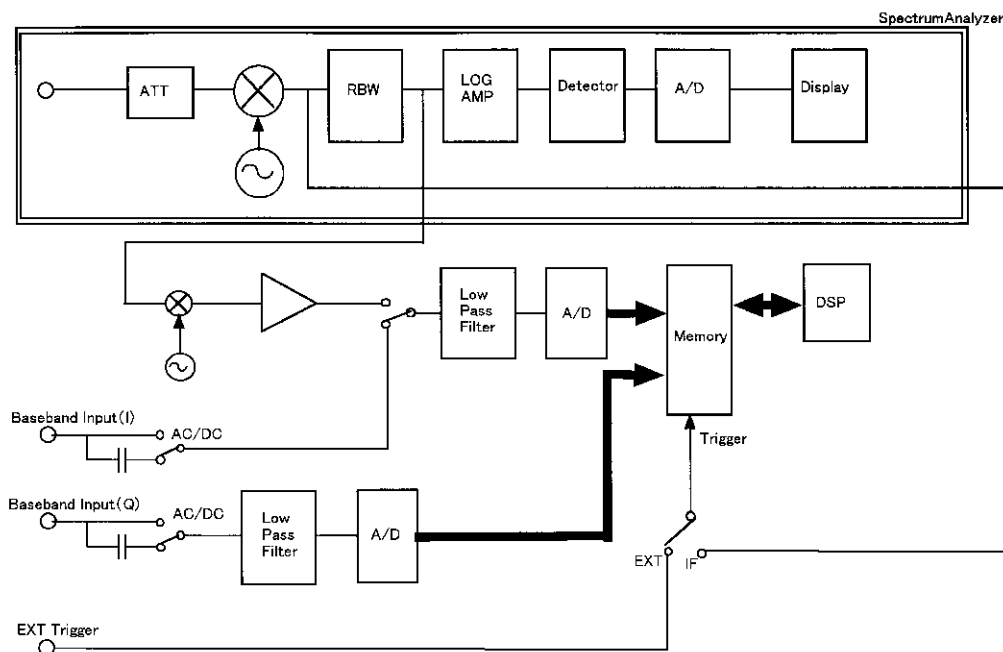 SpectrumAnalyzer
ATT
RBW
LOG
AMP
Detector
A/D
Display
Low
Pass
Filter
A/D
Memory
DSP
Baseband Input(I)
AC/DC
Trigger
Baseband Input(Q)
AC/DC
Low
Pass
Filter
A/D
EXT
IF
EXT Trigger